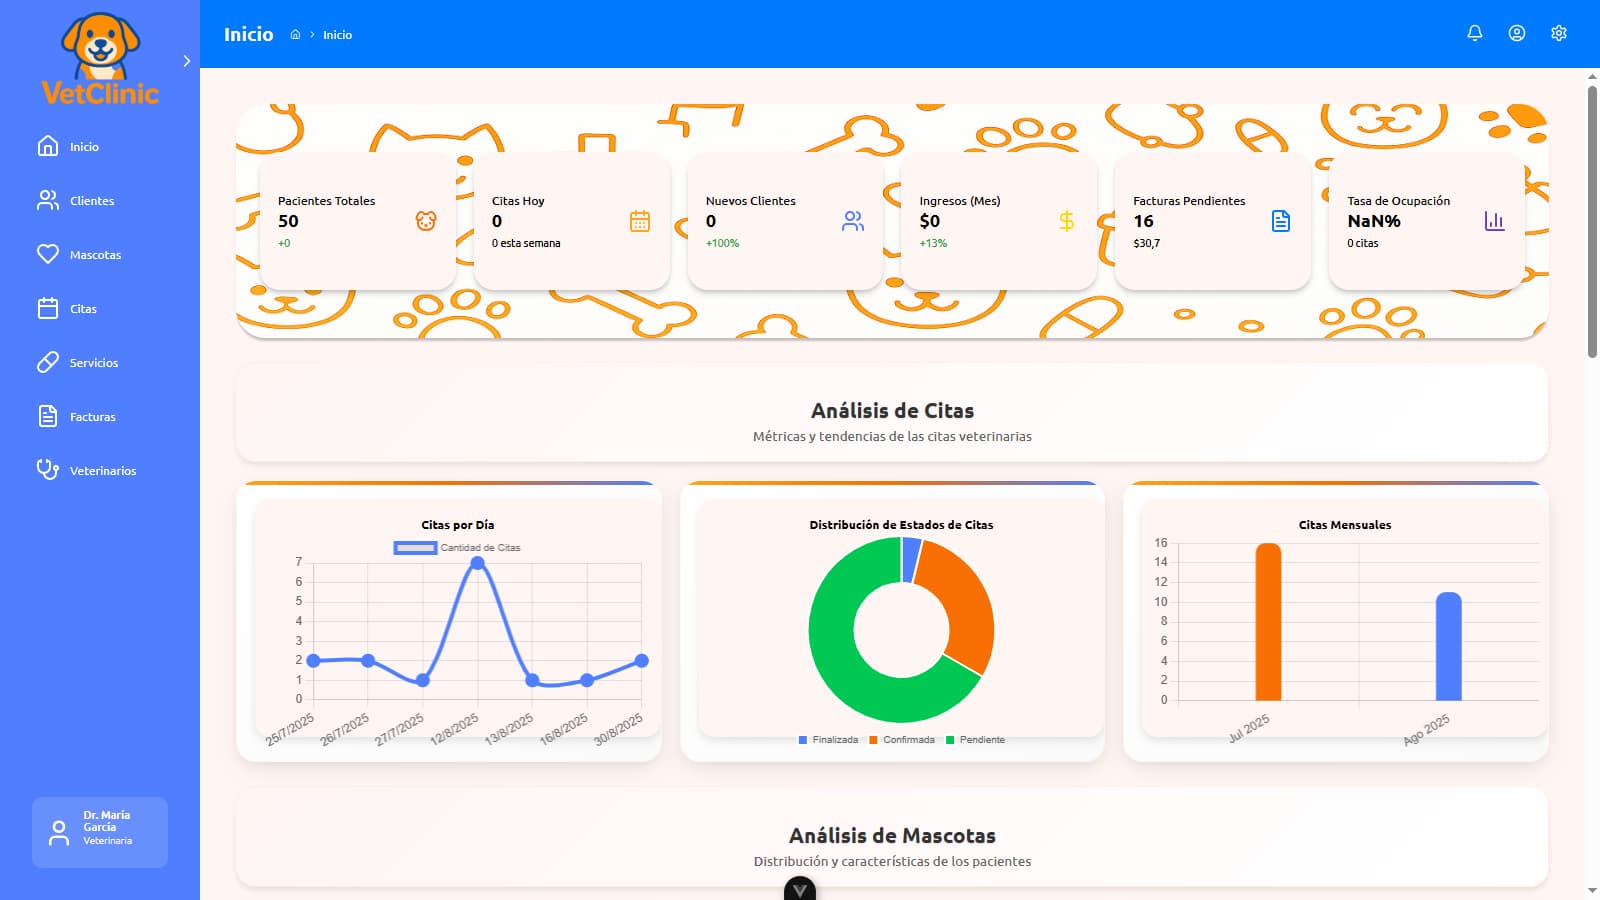 VetClinic
Inicio
Clientes
Mascotas
Citas
Servicios
Facturas
Veterinarios
Dr. María
García
Veterinaria
Inicio
Inicio
Pacientes Totales
50
+0
Citas Hoy
0
0 esta semana
Nuevos Clientes
0
+100%
Ingresos (Mes)
$0
+13%
Facturas Pendientes
16
$30,7
Tasa de Ocupación
NaN%
0 citas
Análisis de Citas
Métricas y tendencias de las citas veterinarias
Citas por Día
Cantidad de Citas
7
6
5
4
3
2
1
0
25/7/2025 26/7/2025 27/7/2025 12/8/2025 13/8/2025 16/8/2025 30/8/2025
Distribución de Estados de Citas
Finalizada Confirmada Pendiente
Citas Mensuales
16
14
12
10
8
6
4
2
0
Jul 2025 Ago 2025
Análisis de Mascotas
Distribución y características de los pacientes